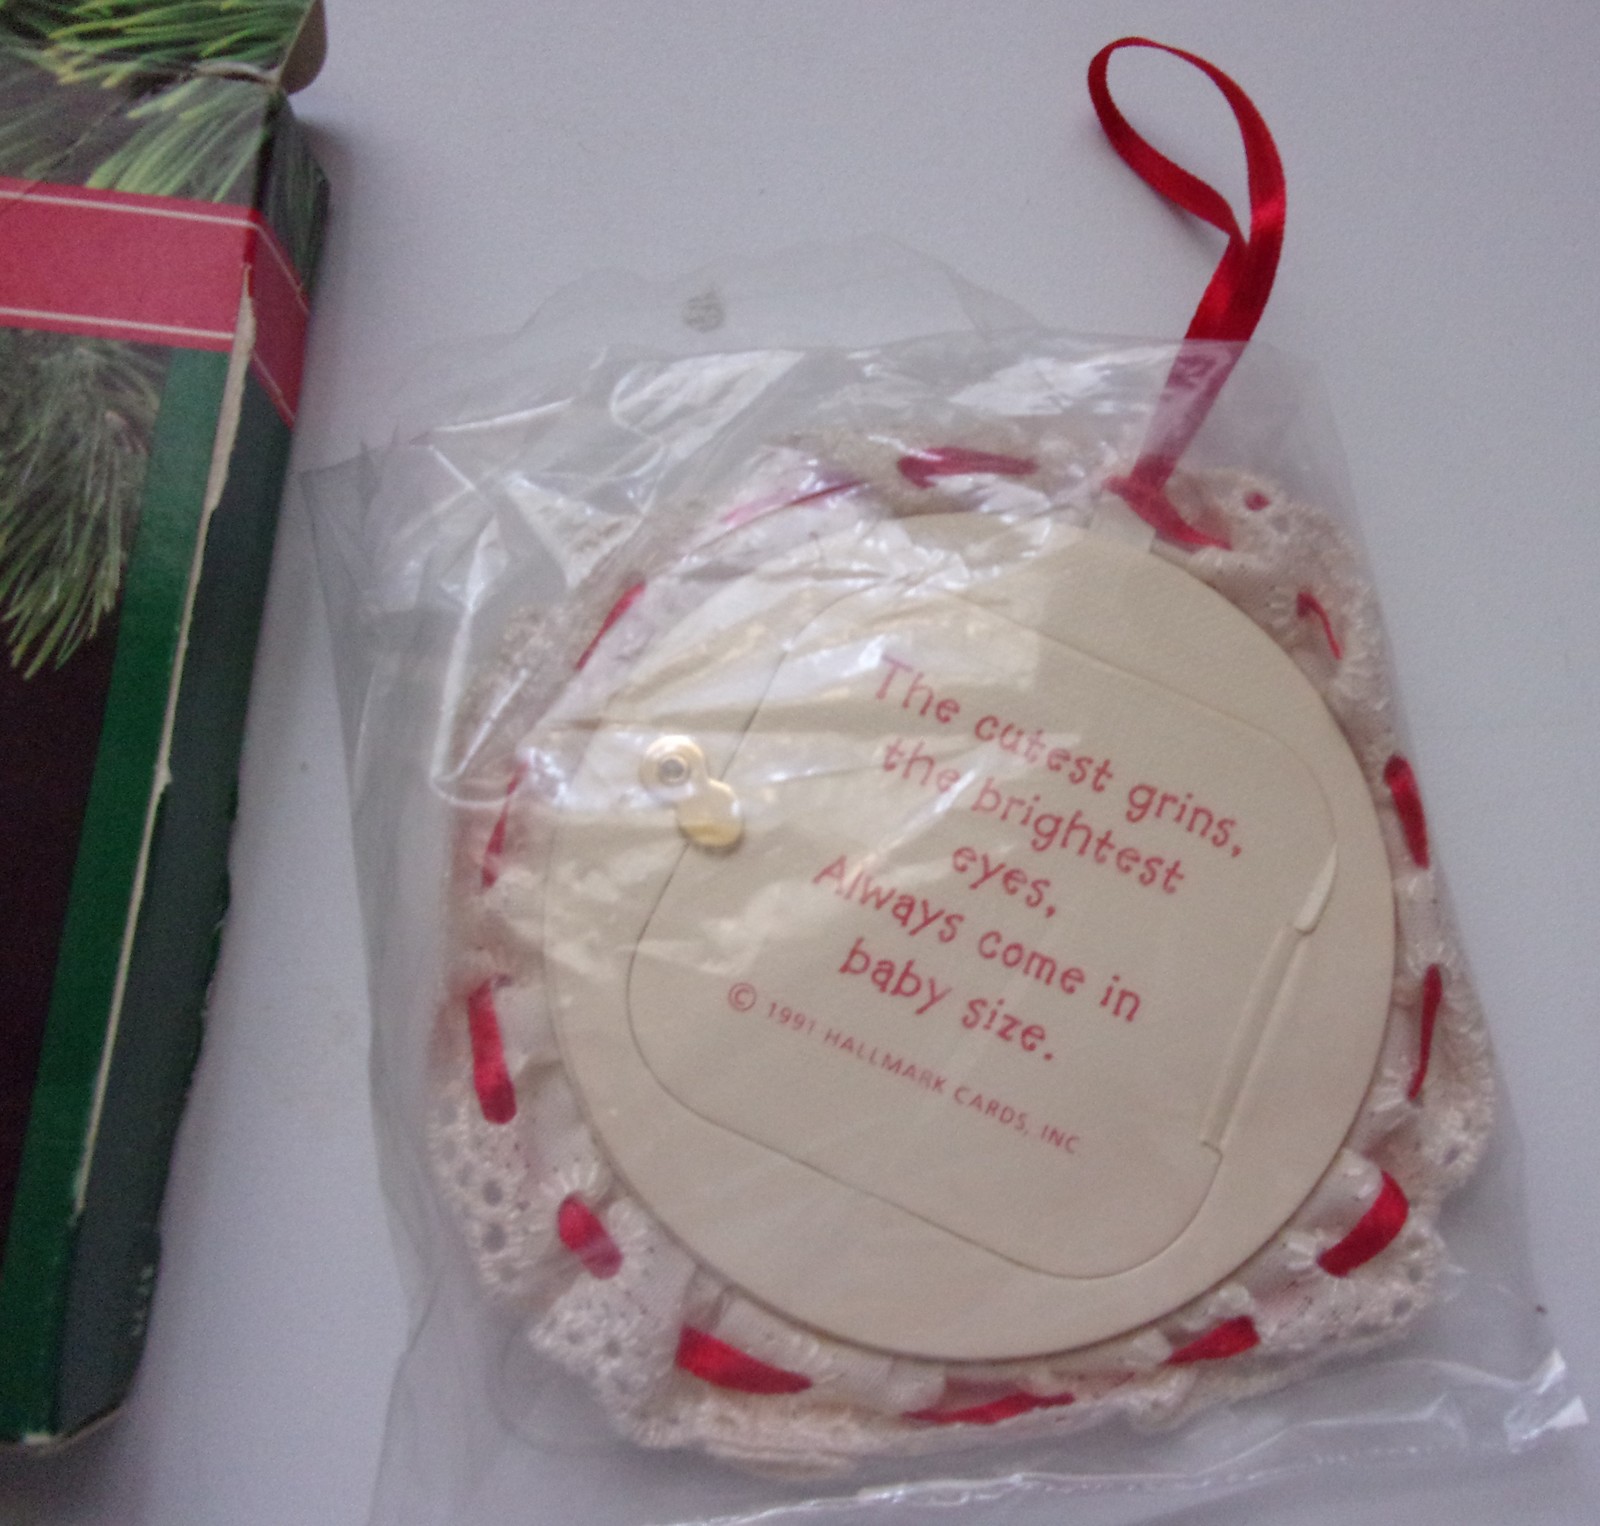 The cutest grins,
the brightest
eyes,
Always come in
baby size.
© 1991 HALLMARK CARDS, INC